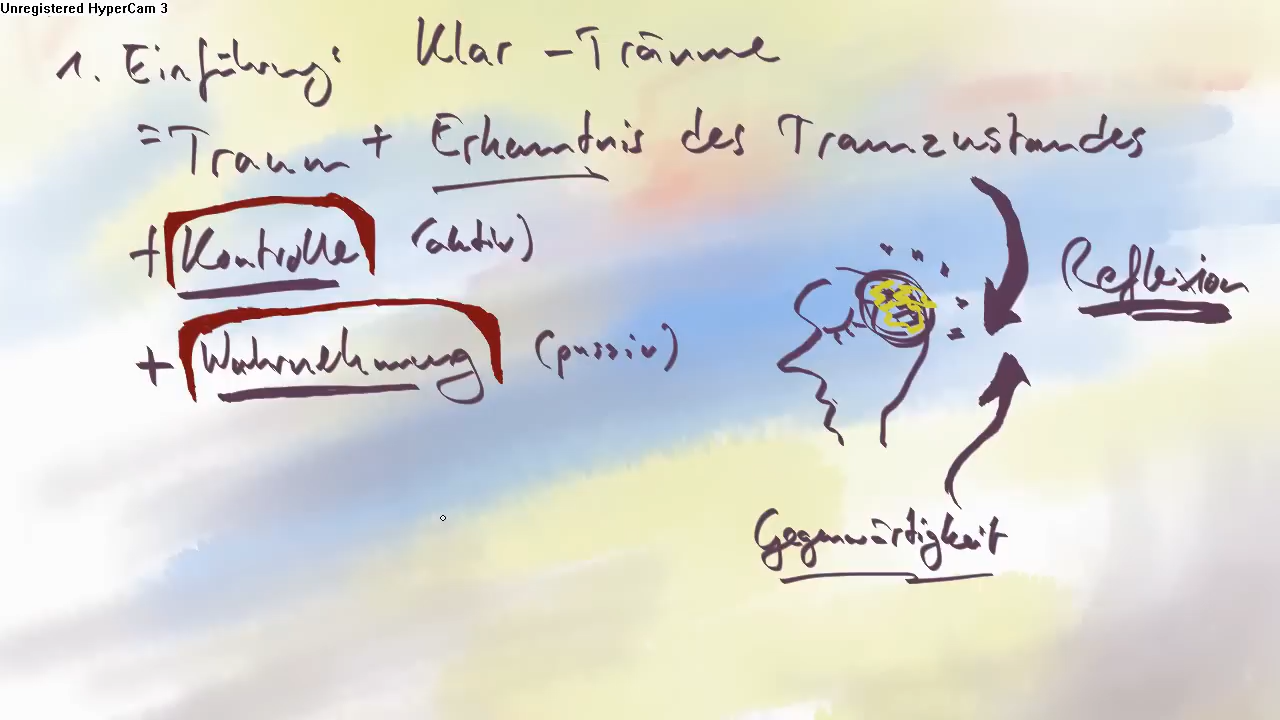 Unregistered HyperCam 3
1. Einführung: Klar - Träume
= Traum + Erkenntnis des Traumzustandes
+ Kontrolle (aktiv)
Reflexion
+ Wahrnehmung (passiv)
Gegenwärtigkeit